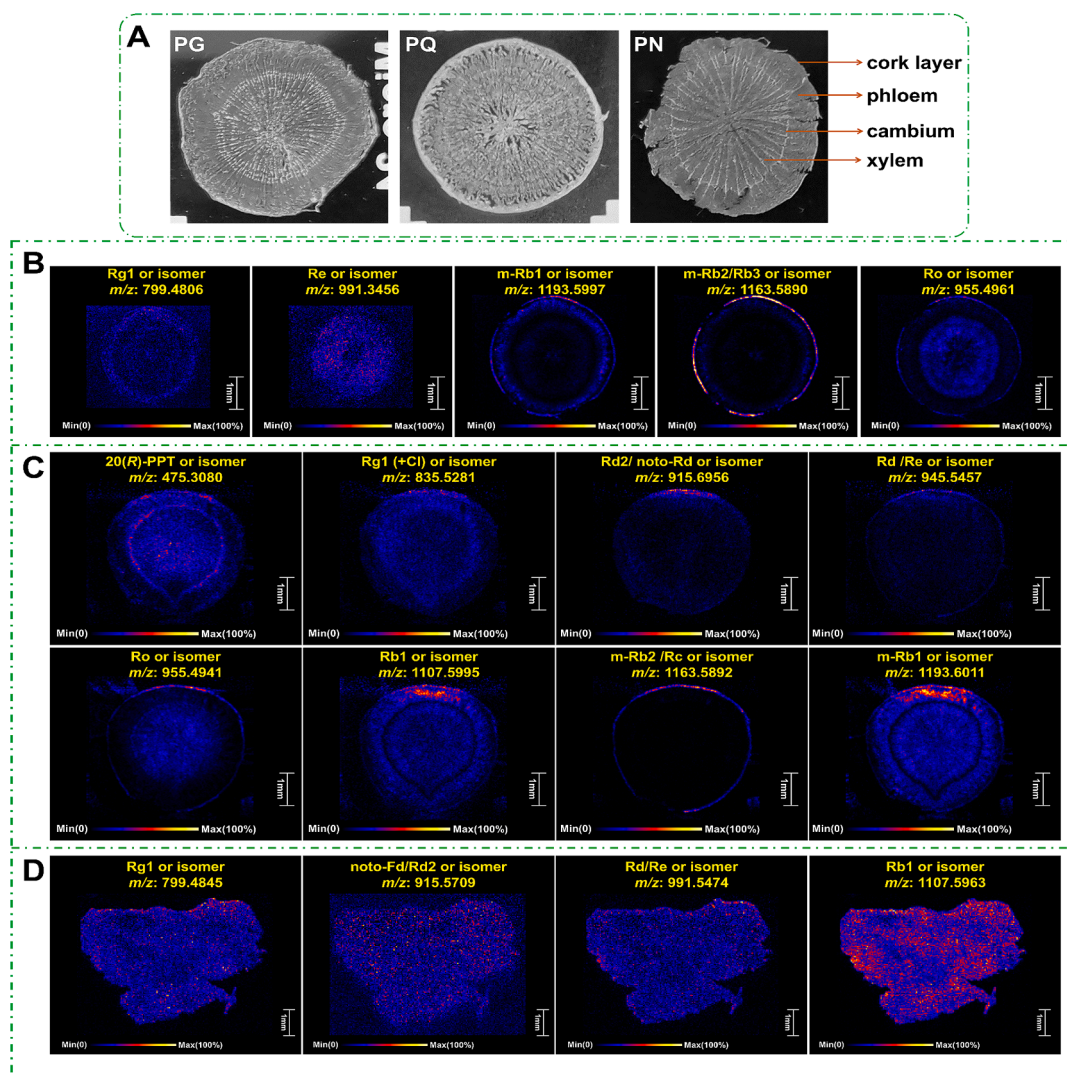 A
PG
PQ
PN
cork layer
phloem
cambium
xylem
B
Rg1 or isomer
m/z: 799.4806
1mm
Min(0) Max(100%)
Re or isomer
m/z: 991.3456
1mm
Min(0) Max(100%)
m-Rb1 or isomer
m/z: 1193.5997
1mm
Min(0) Max(100%)
m-Rb2/Rb3 or isomer
m/z: 1163.5890
1mm
Min(0) Max(100%)
Ro or isomer
m/z: 955.4961
1mm
Min(0) Max(100%)
C
20(R)-PPT or isomer
m/z: 475.3080
1mm
Min(0) Max(100%)
Rg1 (+Cl) or isomer
m/z: 835.5281
1mm
Min(0) Max(100%)
Rd2/ noto-Rd or isomer
m/z: 915.6956
1mm
Min(0) Max(100%)
Rd /Re or isomer
m/z: 945.5457
1mm
Min(0) Max(100%)
Ro or isomer
m/z: 955.4941
1mm
Min(0) Max(100%)
Rb1 or isomer
m/z: 1107.5995
1mm
Min(0) Max(100%)
m-Rb2 /Rc or isomer
m/z: 1163.5892
1mm
Min(0) Max(100%)
m-Rb1 or isomer
m/z: 1193.6011
1mm
Min(0) Max(100%)
D
Rg1 or isomer
m/z: 799.4845
1mm
Min(0) Max(100%)
noto-Fd/Rd2 or isomer
m/z: 915.5709
1mm
Min(0) Max(100%)
Rd/Re or isomer
m/z: 991.5474
1mm
Min(0) Max(100%)
Rb1 or isomer
m/z: 1107.5963
1mm
Min(0) Max(100%)